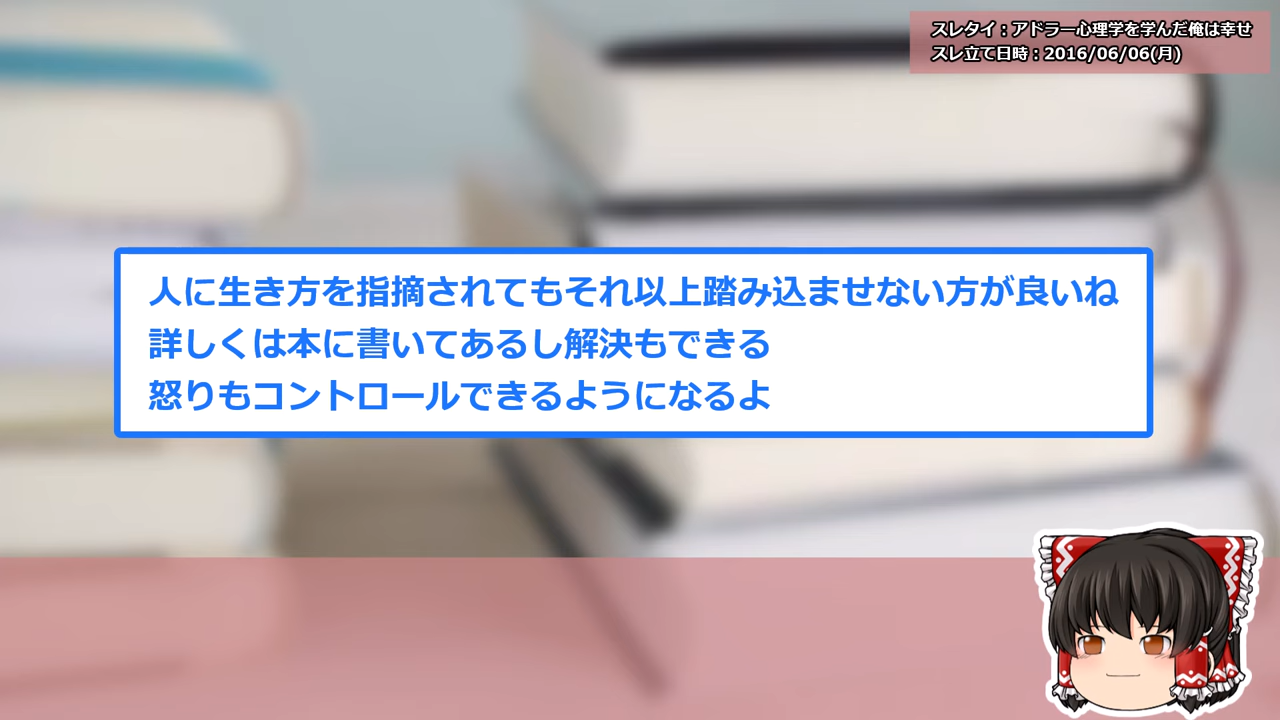 スレタイ：アドラー心理学を学んだ俺は幸せ
スレ立て日時：2016/06/06(月)
人に生き方を指摘されてもそれ以上踏み込ませない方が良いね
詳しくは本に書いてあるし解決もできる
怒りもコントロールできるようになるよ